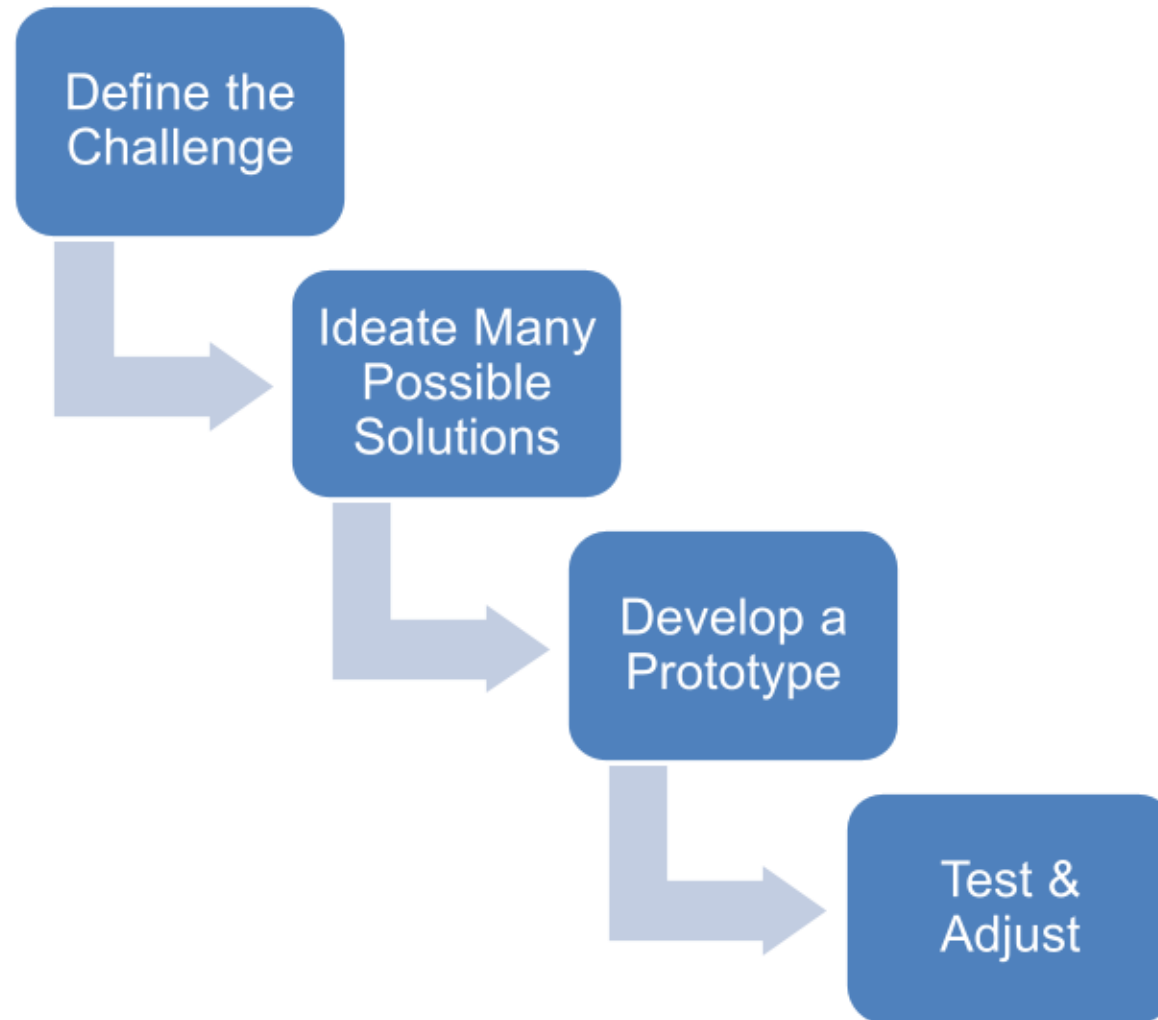 Define the
Challenge
Ideate Many
Possible
Solutions
Develop a
Prototype
Test &
Adjust